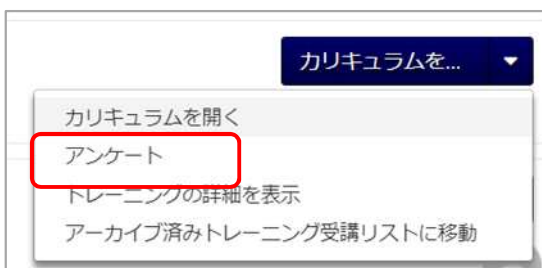 カリキュラムを...
カリキュラムを開く
アンケート
トレーニングの詳細を表示
アーカイブ済みトレーニング受講リストに移動